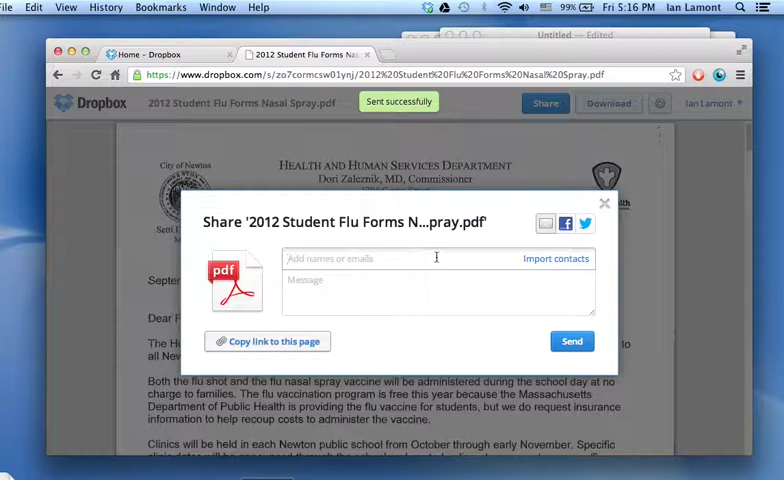 File Edit View History Bookmarks Window Help 99% Fri 5:16 PM Ian Lamont
Untitled — Edited
Home - Dropbox 2012 Student Flu Forms Nas
https://www.dropbox.com/s/zo7cormcsw01ynj/2012%20Student%20Flu%20Forms%20Nasal%20Spray.pdf
Dropbox 2012 Student Flu Forms Nasal Spray.pdf Sent successfully Share Download Ian Lamont
City of Newton
HEALTH AND HUMAN SERVICES DEPARTMENT
Dori Zaleznik, MD, Commissioner
Setti
Share '2012 Student Flu Forms N...pray.pdf'
pdf
Add names or emails Import contacts
Message
Septem
Dear F
Copy link to this page Send
The Hu
to
all New
Both the flu shot and the flu nasal spray vaccine will be administered during the school day at no
charge to families. The flu vaccination program is free this year because the Massachusetts
Department of Public Health is providing the flu vaccine for students, but we do request insurance
information to help recoup costs to administer the vaccine.
Clinics will be held in each Newton public school from October through early November. Specific